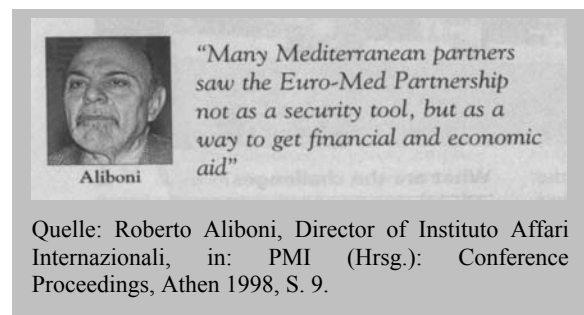 “Many Mediterranean partners
saw the Euro-Med Partnership
not as a security tool, but as a
way to get financial and economic
aid”
Aliboni
Quelle: Roberto Aliboni, Director of Instituto Affari
Internazionali, in: PMI (Hrsg.): Conference
Proceedings, Athen 1998, S. 9.